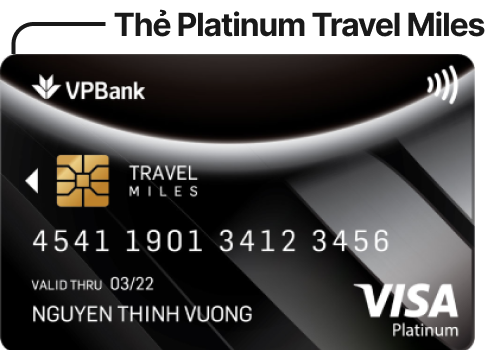 Thẻ Platinum Travel Miles
VPBank
TRAVEL
MILES
4541 1901 3412 3456
VALID THRU 03/22
NGUYEN THINH VUONG
VISA
Platinum